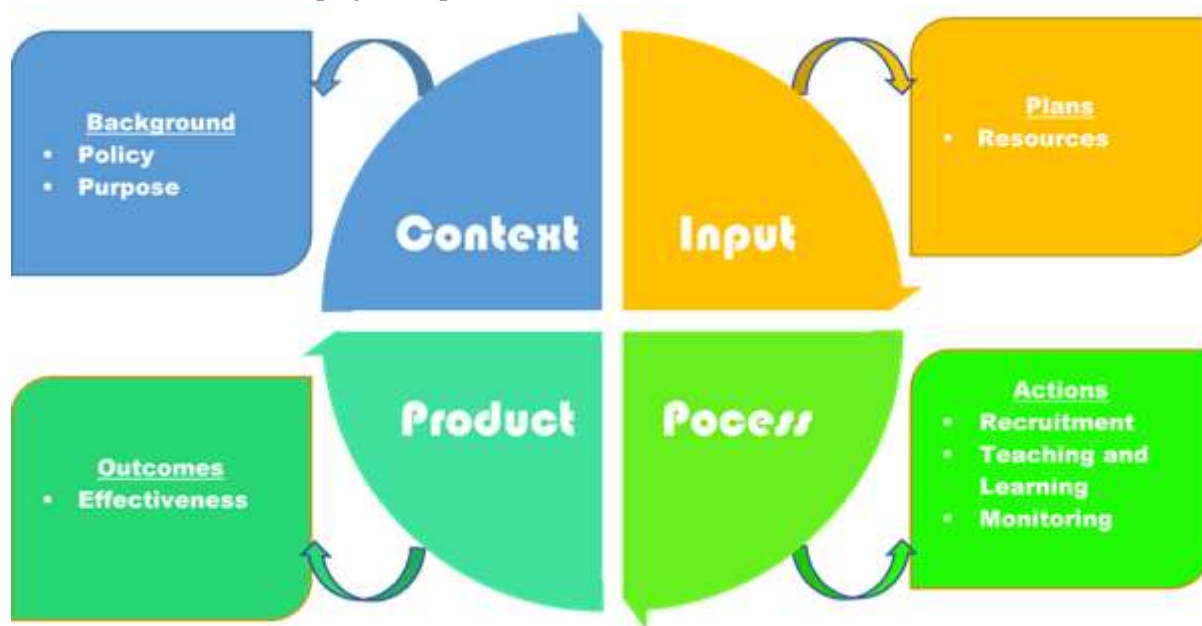 Background
• Policy
• Purpose
Context
Input
Plans
• Resources
Outcomes
• Effectiveness
Product
Pocess
Actions
• Recruitment
• Teaching and
Learning
• Monitoring